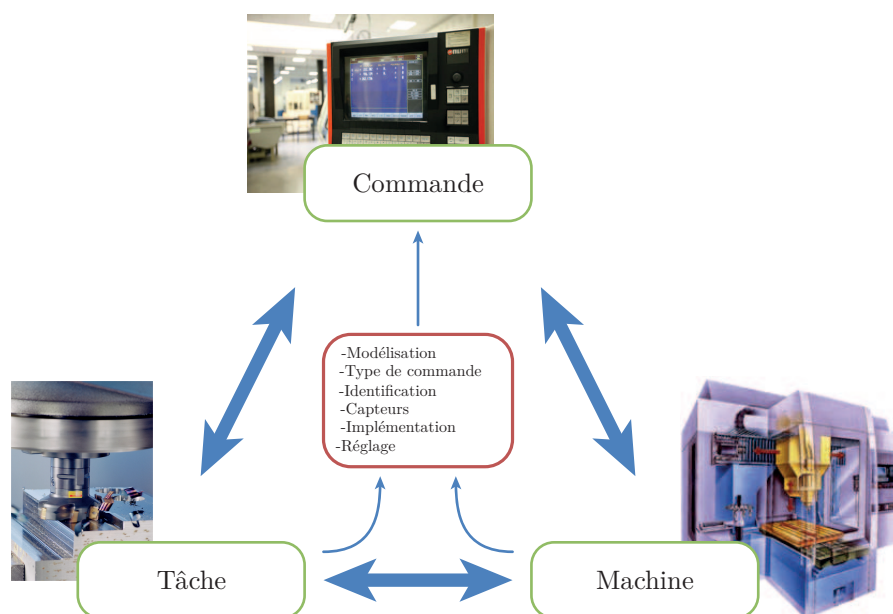 Commande
-Modélisation
-Type de commande
-Identification
-Capteurs
-Implémentation
-Réglage
Tâche
Machine